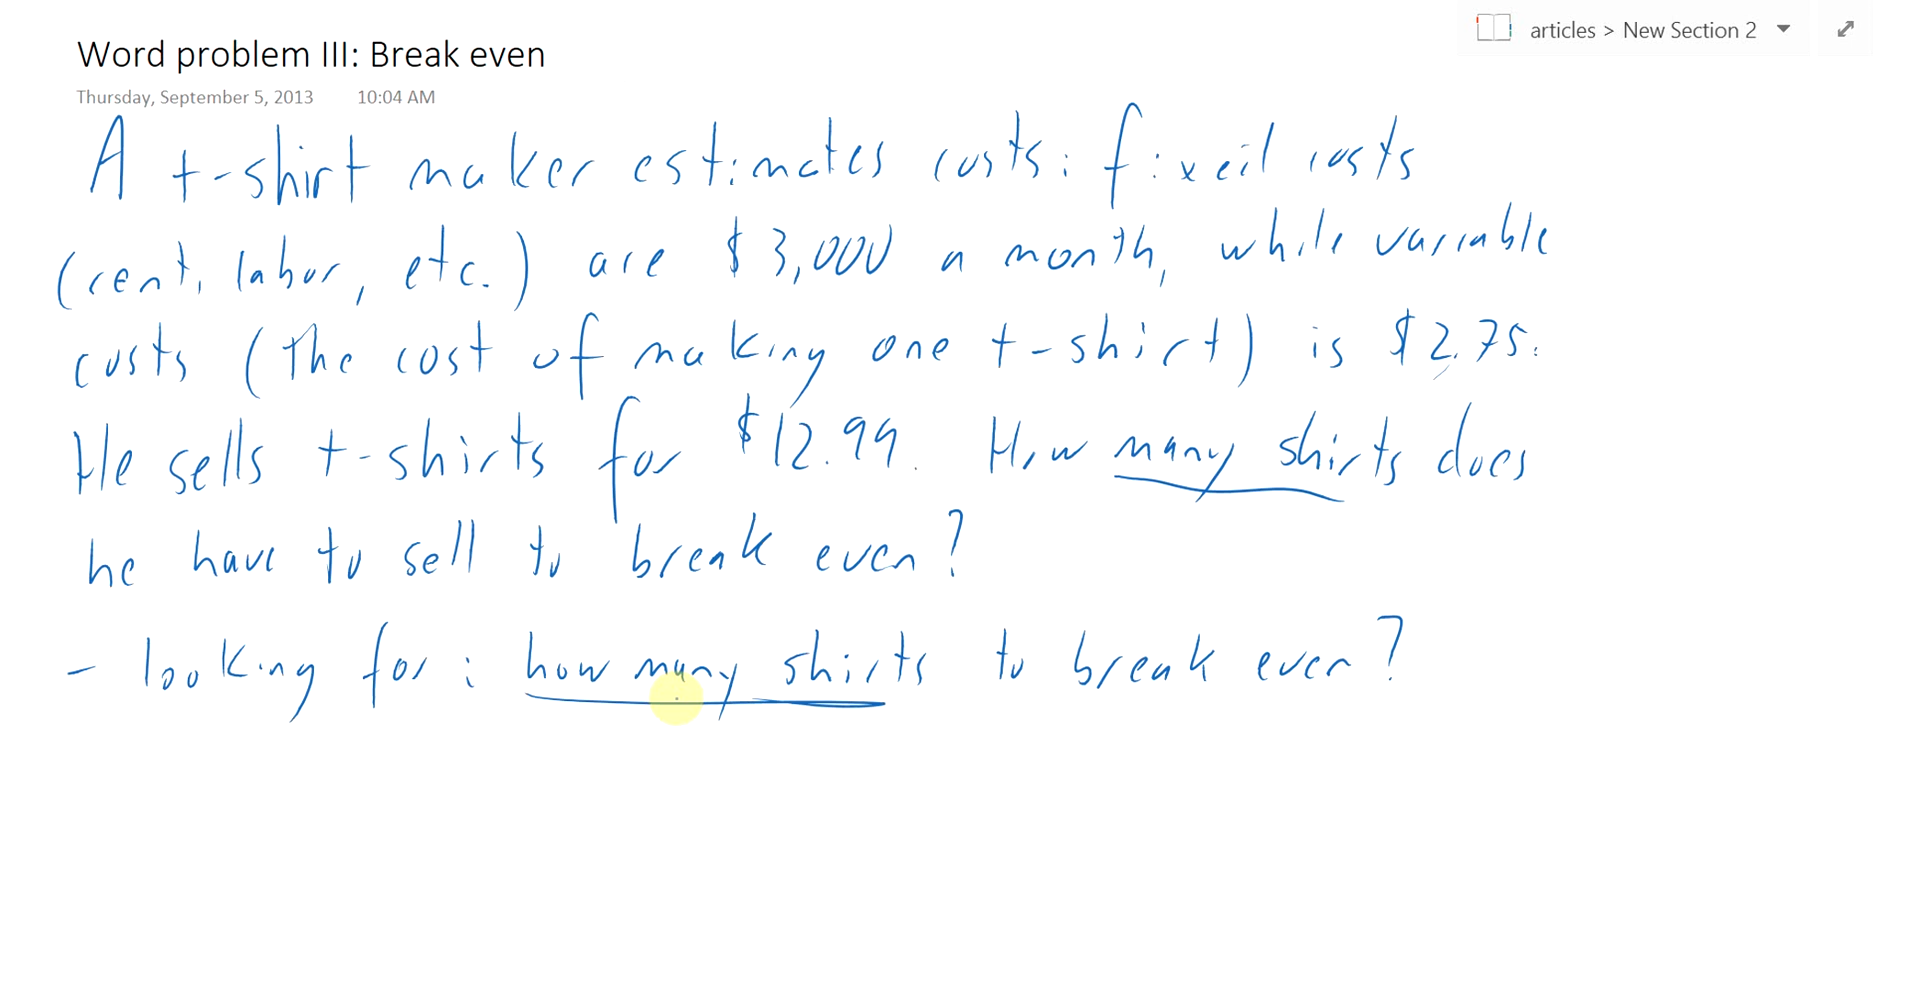 articles > New Section 2
Word problem III: Break even
Thursday, September 5, 2013 10:04 AM
A t-shirt maker estimates costs: fixed costs
(rent, labor, etc.) are $3,000 a month, while variable
costs (the cost of making one t-shirt) is $2.75.
He sells t-shirts for $12.99. How many shirts does
he have to sell to break even?
- looking for: how many shirts to break even?